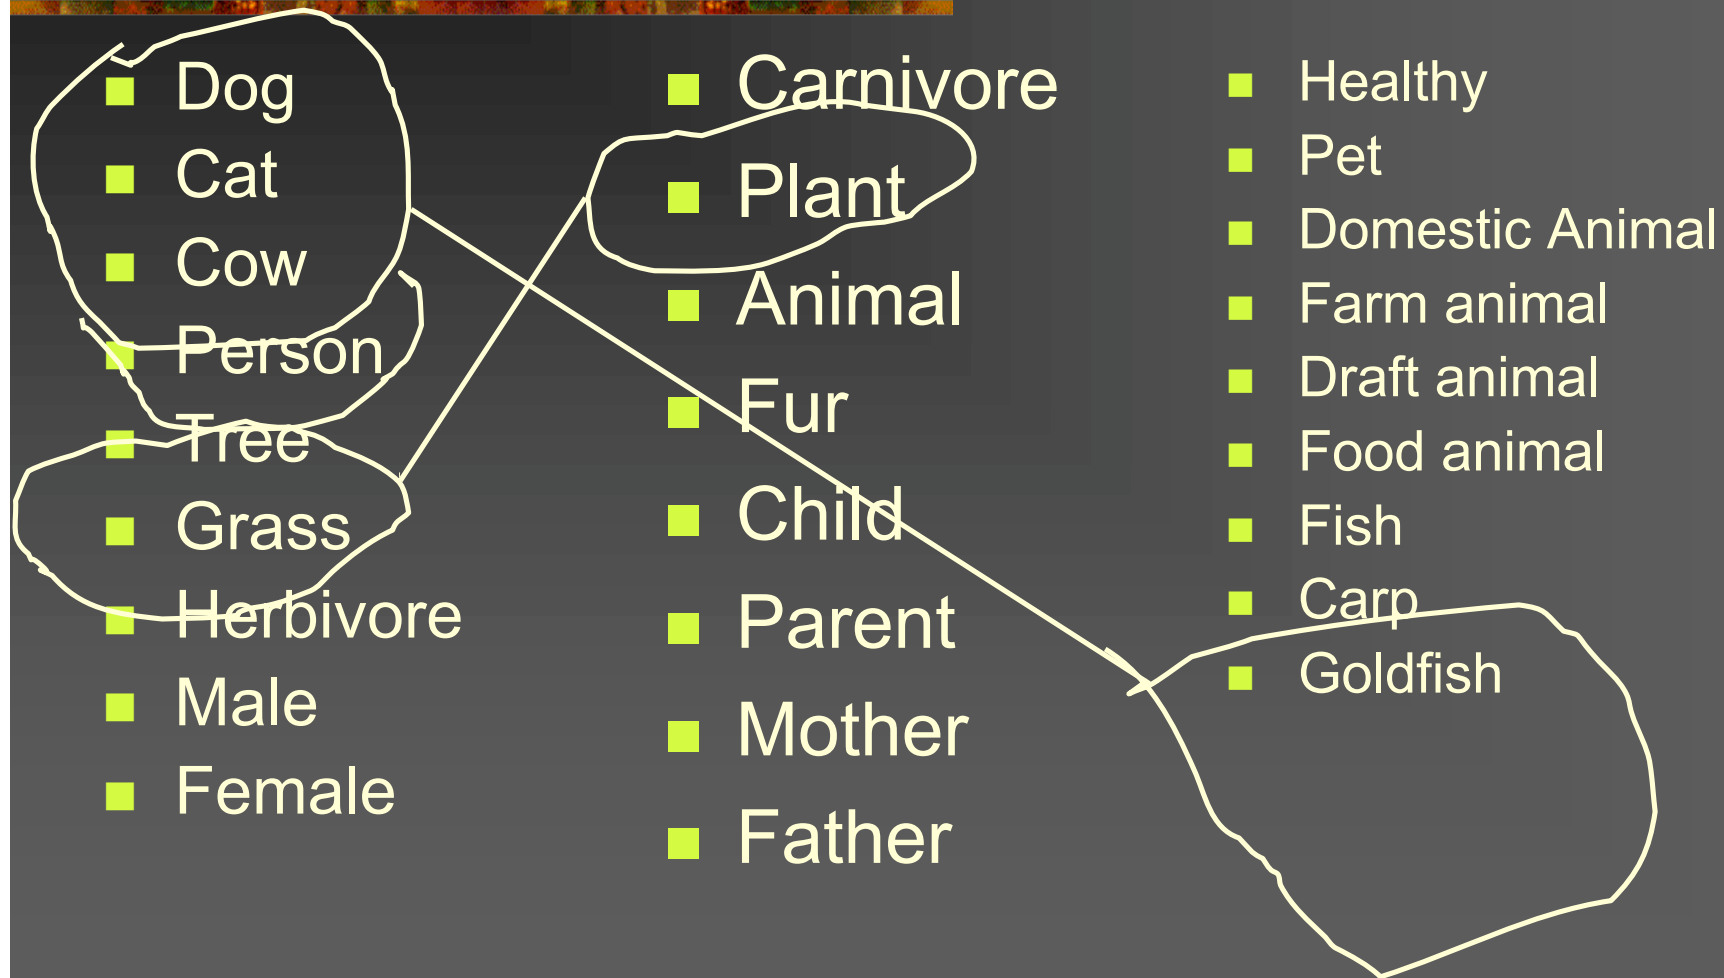 Dog
Cat
Cow
Person
Tree
Grass
Herbivore
Male
Female
Carnivore
Plant
Animal
Fur
Child
Parent
Mother
Father
Healthy
Pet
Domestic Animal
Farm animal
Draft animal
Food animal
Fish
Carp
Goldfish